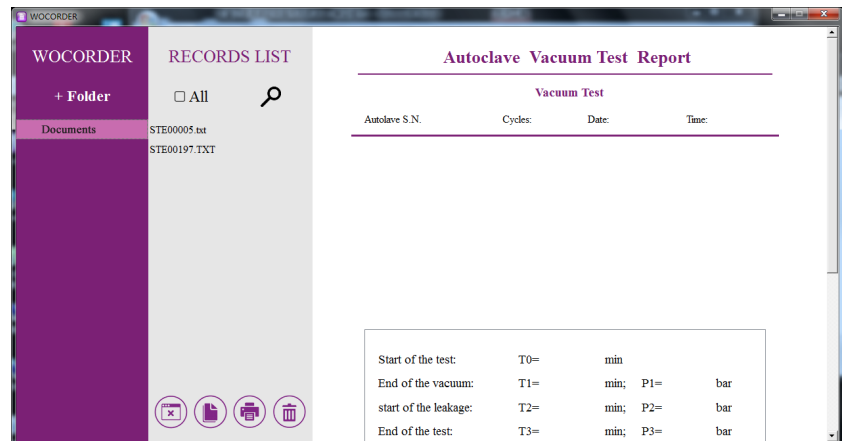 WOCORDER
WOCORDER
+ Folder
Documents
RECORDS LIST
All
STE00005.txt
STE00197.TXT
Autoclave Vacuum Test Report
Vacuum Test
Autolave S.N. Cycles: Date: Time:
Start of the test: T0= min
End of the vacuum: T1= min; P1= bar
start of the leakage: T2= min; P2= bar
End of the test: T3= min; P3= bar